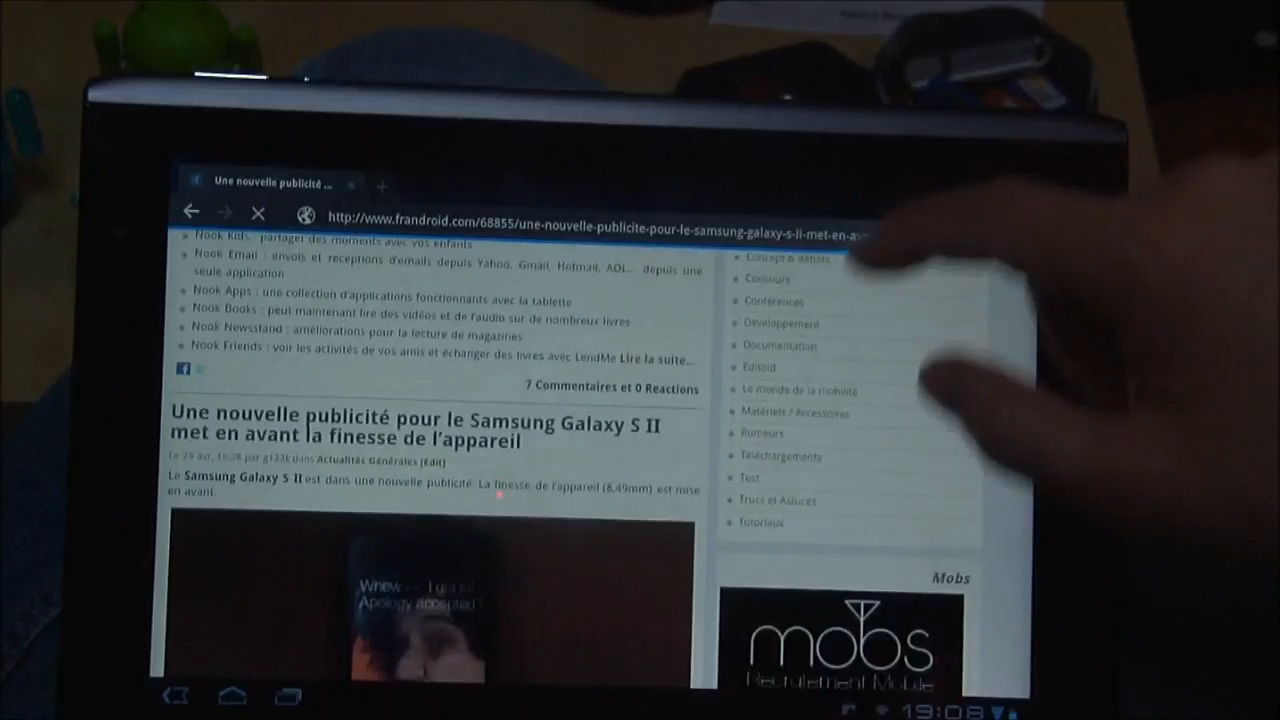 Une nouvelle publicité ...
http://www.frandroid.com/68855/une-nouvelle-publicite-pour-le-samsung-galaxy-s-ii-met-en-av
Nook Kids : partager des moments avec vos enfants
Nook Email : envois et receptions d'emails depuis Yahoo, Gmail, Hotmail, AOL... depuis une
seule application
Nook Apps : une collection d'applications fonctionnants avec la tablette
Nook Books : peut maintenant lire des vidéos et de l'audio sur de nombreux livres
Nook Newsstand : améliorations pour la lecture de magazines
Nook Friends : voir les activités de vos amis et échanger des livres avec LendMe Lire la suite...
7 Commentaires et 0 Reactions
Une nouvelle publicité pour le Samsung Galaxy S II
met en avant la finesse de l'appareil
dans Actualités Générales [Edit]
Le Samsung Galaxy S II est dans une nouvelle publicité. La finesse de l'appareil (8,49mm) est mise
en avant.
Whew
Apology accepted?
Concept & débats
Concours
Conférences
Développement
Documentation
Editoid
Le monde de la mobilité
Matériels / Accessoires
Rumeurs
Téléchargements
Test
Trucs et Astuces
Tutoriaux
Mobs
mobs
Recrutement Mobile
19:08